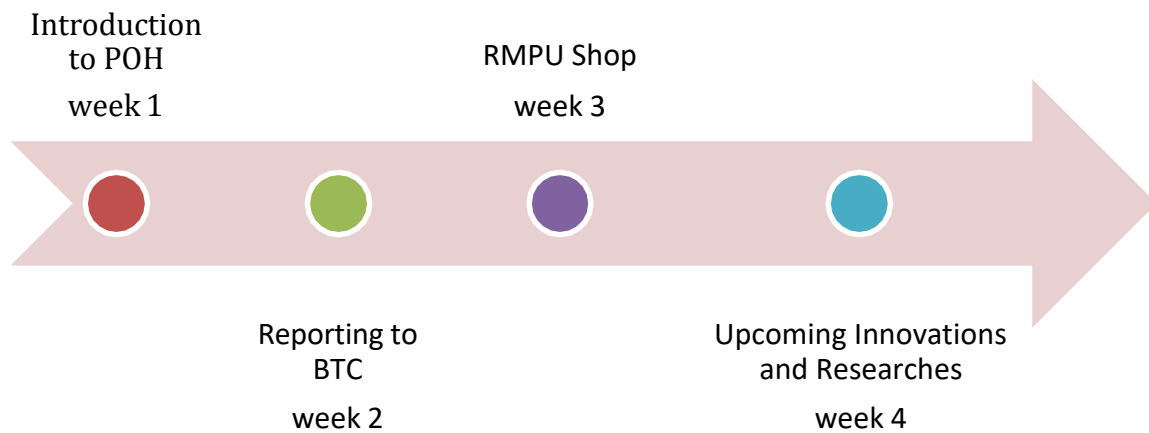 Introduction
to POH
week 1
Reporting to
BTC
week 2
RMPU Shop
week 3
Upcoming Innovations
and Researches
week 4